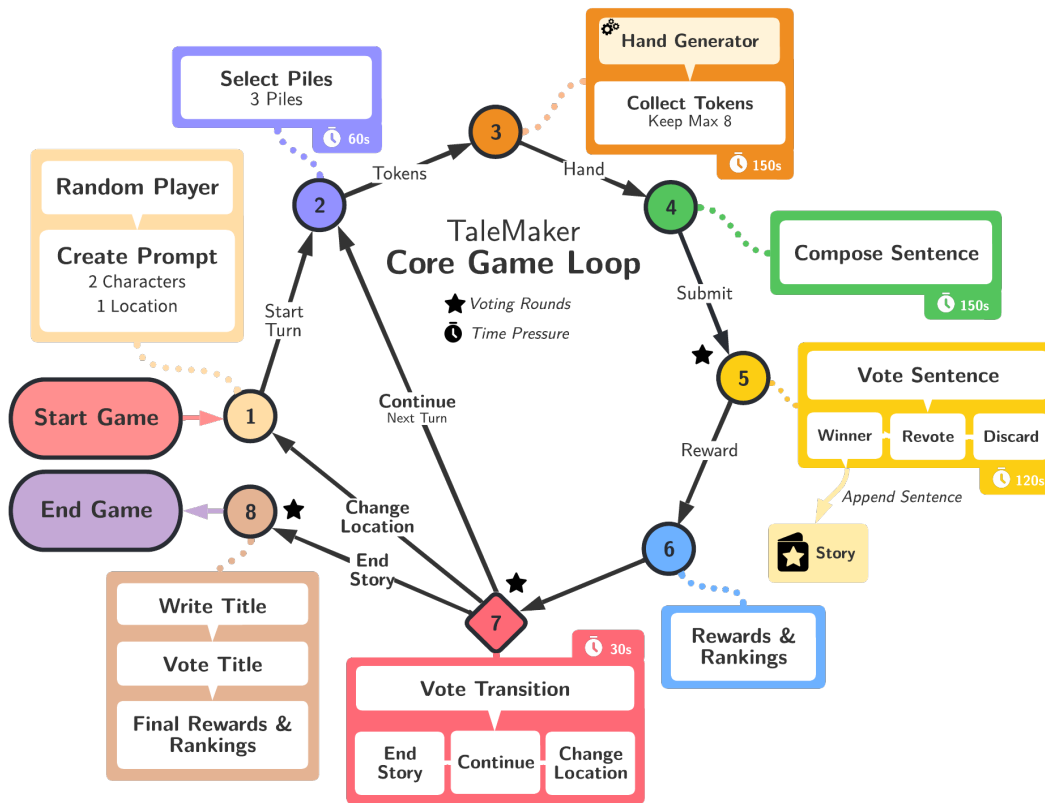 Hand Generator
Collect Tokens
Keep Max 8
150s
Select Piles
3 Piles
60s
3
Tokens
Hand
Random Player
Create Prompt
2 Characters
1 Location
2
4
TaleMaker
Core Game Loop
Voting Rounds
Time Pressure
Compose Sentence
150s
Start
Turn
Submit
5
Vote Sentence
Winner
Revote
Discard
120s
Append Sentence
Story
Start Game
1
Continue
Next Turn
Reward
Change
Location
End Game
8
End
Story
6
7
Rewards &
Rankings
Write Title
Vote Title
Final Rewards &
Rankings
30s
Vote Transition
End
Story
Continue
Change
Location